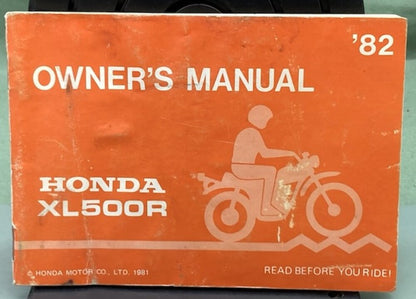 '82
OWNER'S MANUAL
HONDA
XL500R
© HONDA MOTOR CO., LTD. 1981
READ BEFORE YOU RIDE!